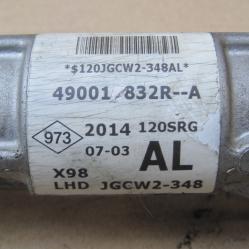 *$120JGCW2-348AL*
49001 832R--A
973 2014 120SRG
07-03 AL
X98
LHD JGCW2-348